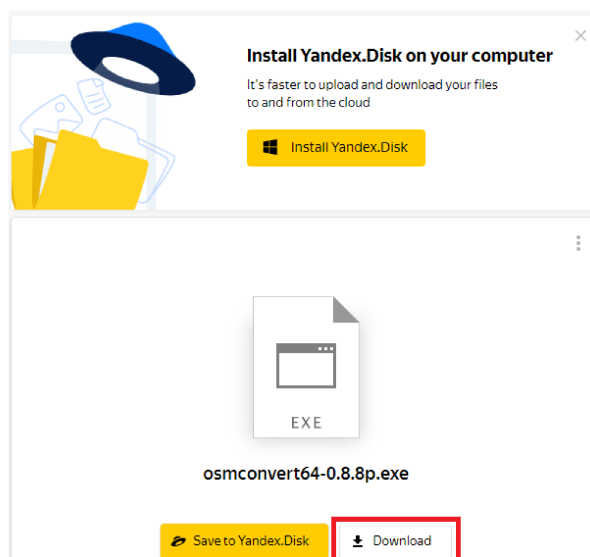 Install Yandex.Disk on your computer
It's faster to upload and download your files
to and from the cloud
Install Yandex.Disk
EXE
osmconvert64-0.8.8p.exe
Save to Yandex.Disk
Download